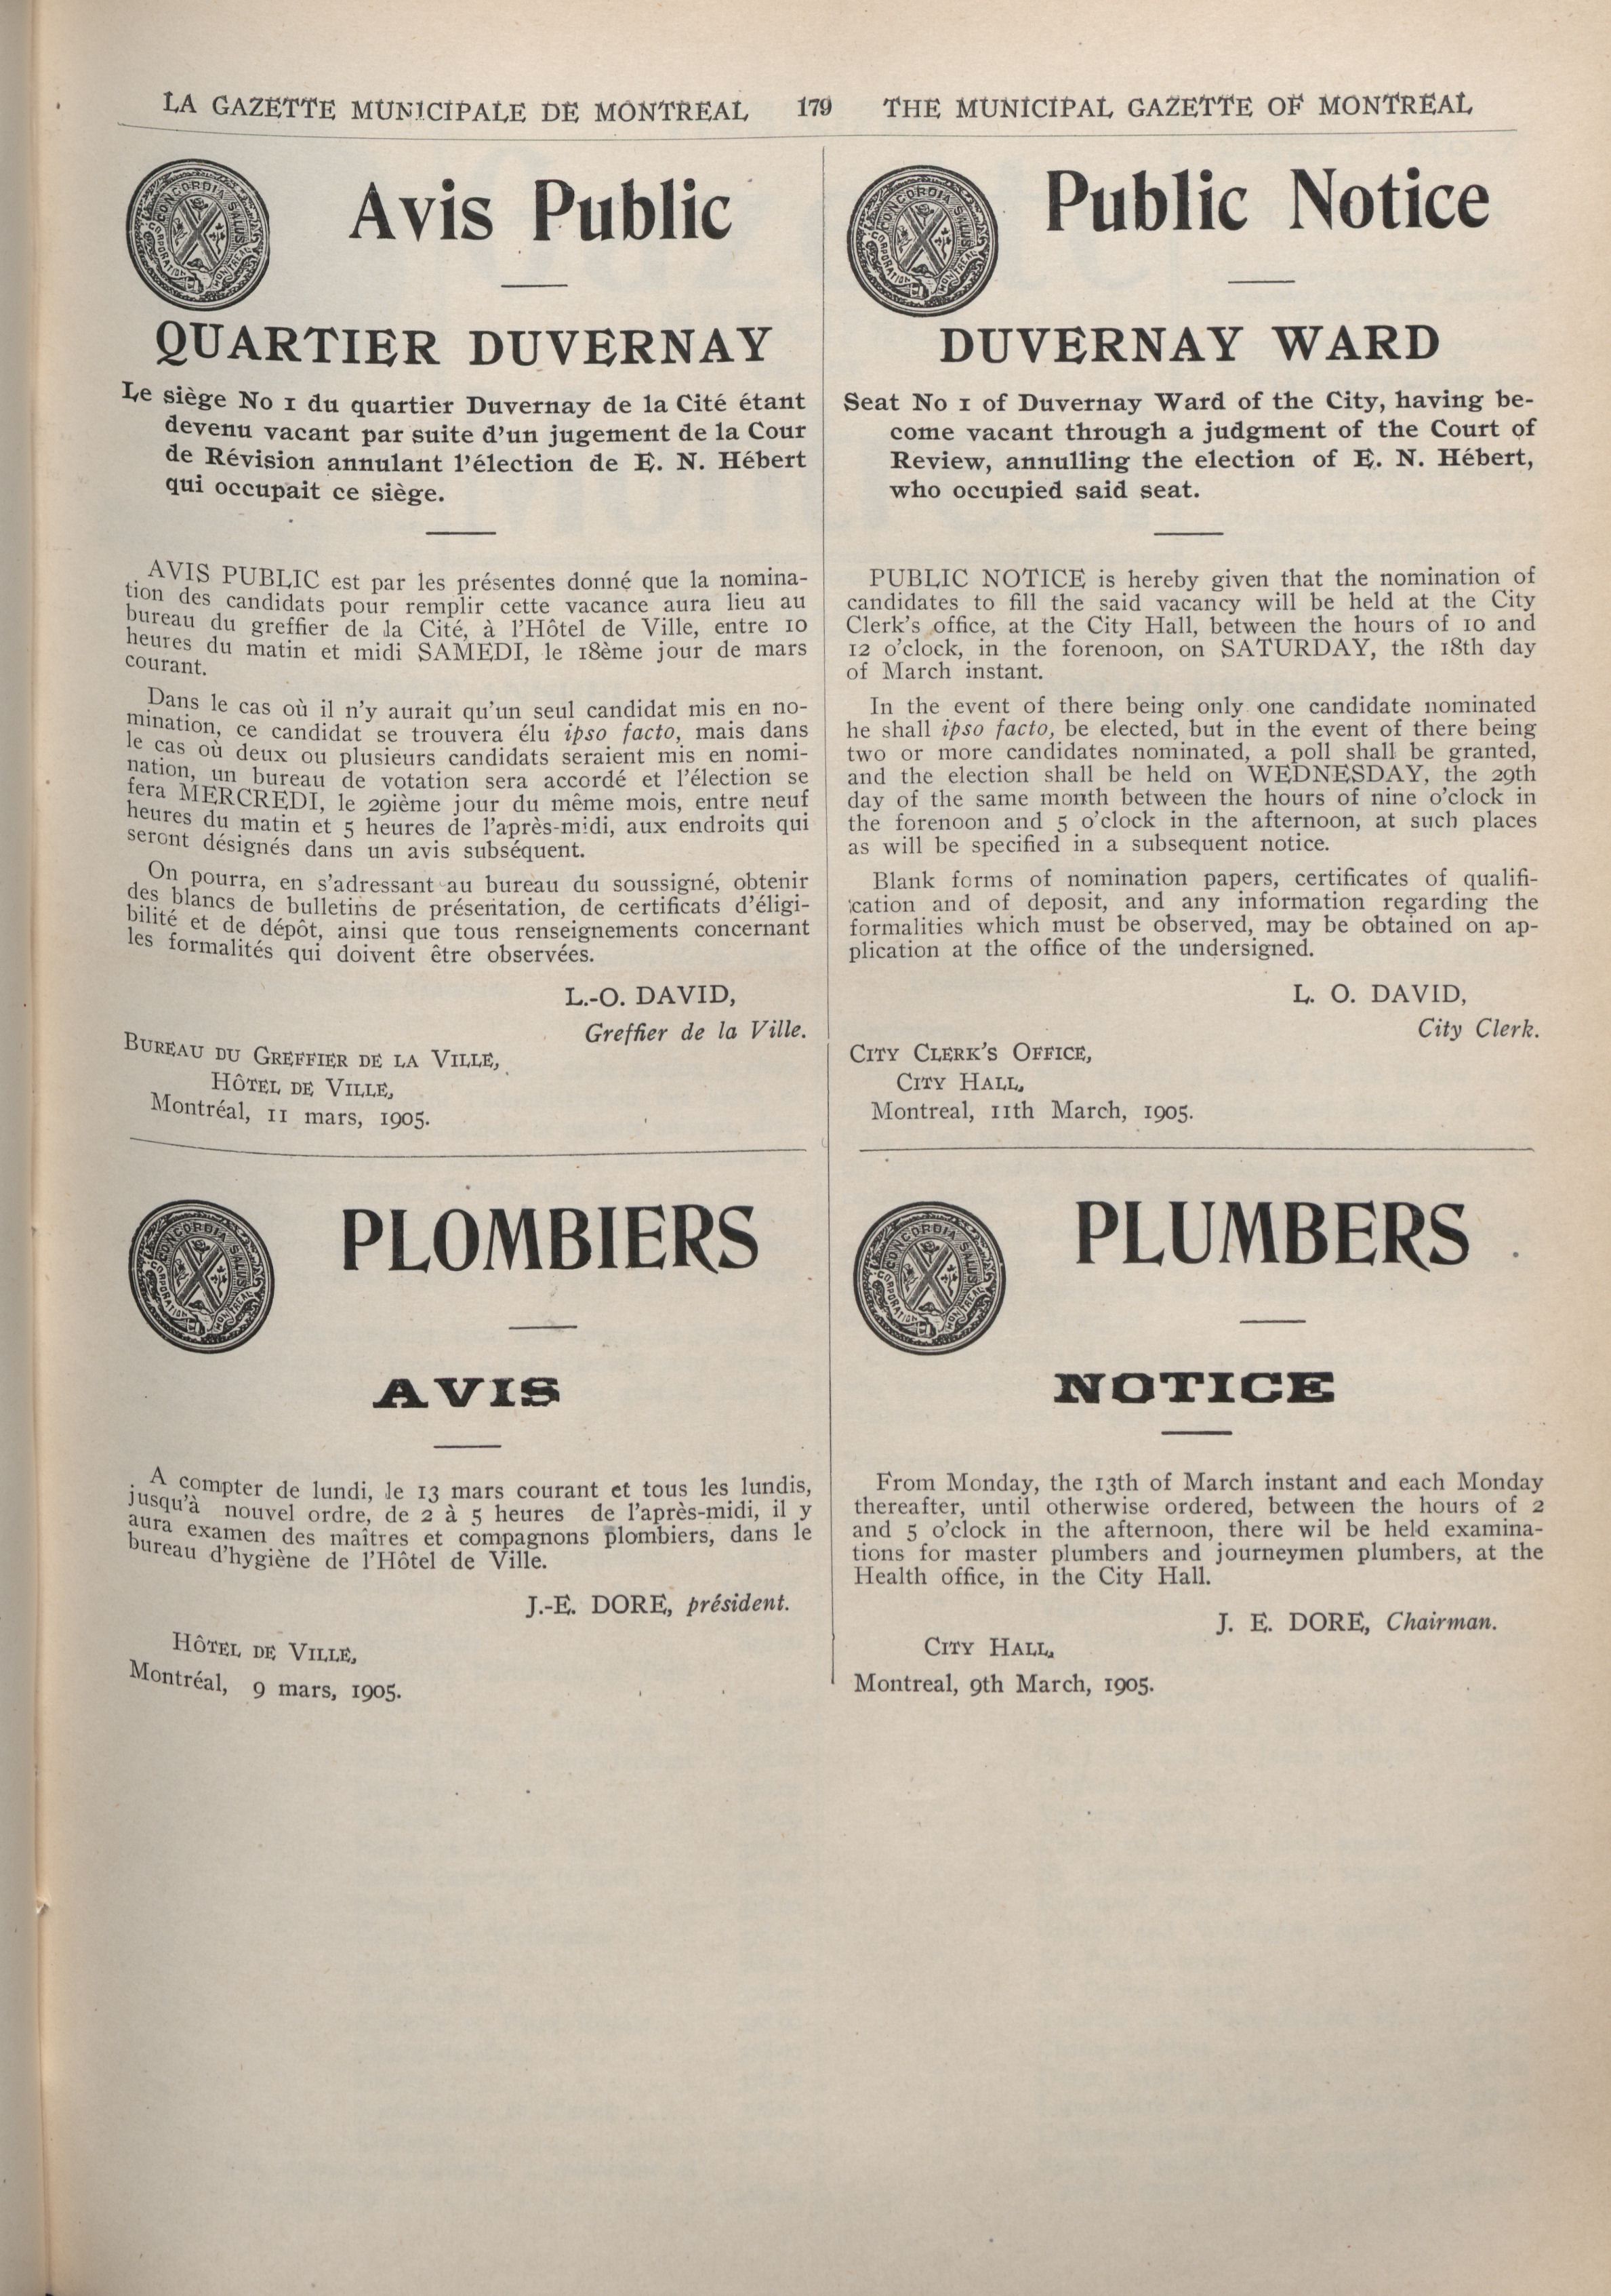 LA GAZETTE MUNICIPALE DE MONTREAL 179 THE MUNICIPAL GAZETTE OF MONTREAL
Avis Public
QUARTIER DUVERNAY
Le siège No 1 du quartier Duvernay de la Cité étant
devenu vacant par suite d'un jugement de la Cour
de Révision annulant l'élection de E. N. Hébert
qui occupait ce siège.
AVIS PUBLIC est par les présentes donné que la nomina-
tion des candidats pour remplir cette vacance aura lieu au
bureau du greffier de la Cité, à l'Hôtel de Ville, entre 10
heures du matin et midi SAMEDI, le 18ème jour de mars
courant.
Dans le cas où il n'y aurait qu'un seul candidat mis en no-
mination, ce candidat se trouvera élu ipso facto, mais dans
le cas où deux ou plusieurs candidats seraient mis en nomi-
nation, un bureau de votation sera accordé et l'élection se
fera MERCREDI, le 29ième jour du même mois, entre neuf
heures du matin et 5 heures de l'après-midi, aux endroits qui
seront désignés dans un avis subséquent.
On pourra, en s'adressant au bureau du soussigné, obtenir
des blancs de bulletins de présentation, de certificats d'éligi-
bilité et de dépôt, ainsi que tous renseignements concernant
les formalités qui doivent être observées.
L.-O. DAVID,
Greffier de la Ville.
BUREAU DU GREFFIER DE LA VILLE,
HÔTEL DE VILLE,
Montréal, 11 mars, 1905.
Public Notice
DUVERNAY WARD
Seat No 1 of Duvernay Ward of the City, having be-
come vacant through a judgment of the Court of
Review, annulling the election of E. N. Hébert,
who occupied said seat.
PUBLIC NOTICE is hereby given that the nomination of
candidates to fill the said vacancy will be held at the City
Clerk's office, at the City Hall, between the hours of 10 and
12 o'clock, in the forenoon, on SATURDAY, the 18th day
of March instant.
In the event of there being only one candidate nominated
he shall ipso facto, be elected, but in the event of there being
two or more candidates nominated, a poll shall be granted,
and the election shall be held on WEDNESDAY, the 29th
day of the same month between the hours of nine o'clock in
the forenoon and 5 o'clock in the afternoon, at such places
as will be specified in a subsequent notice.
Blank forms of nomination papers, certificates of qualifi-
cation and of deposit, and any information regarding the
formalities which must be observed, may be obtained on ap-
plication at the office of the undersigned.
L. O. DAVID,
City Clerk.
CITY CLERK'S OFFICE,
CITY HALL,
Montreal, 11th March, 1905.
PLOMBIERS
AVIS
A compter de lundi, le 13 mars courant et tous les lundis,
jusqu'à nouvel ordre, de 2 à 5 heures de l'après-midi, il y
aura examen des maîtres et compagnons plombiers, dans le
bureau d'hygiène de l'Hôtel de Ville.
J.-E. DORE, président.
HÔTEL DE VILLE,
Montréal, 9 mars, 1905.
PLUMBERS
NOTICE
From Monday, the 13th of March instant and each Monday
thereafter, until otherwise ordered, between the hours of 2
and 5 o'clock in the afternoon, there wil be held examina-
tions for master plumbers and journeymen plumbers, at the
Health office, in the City Hall.
J. E. DORE, Chairman.
CITY HALL,
Montreal, 9th March, 1905.
CONCORDIA SALUS
CORPORATION MONTREAL
CONCORDIA SALUS
CORPORATION MONTREAL
CONCORDIA SALUS
CORPORATION MONTREAL
CONCORDIA SALUS
CORPORATION MONTREAL